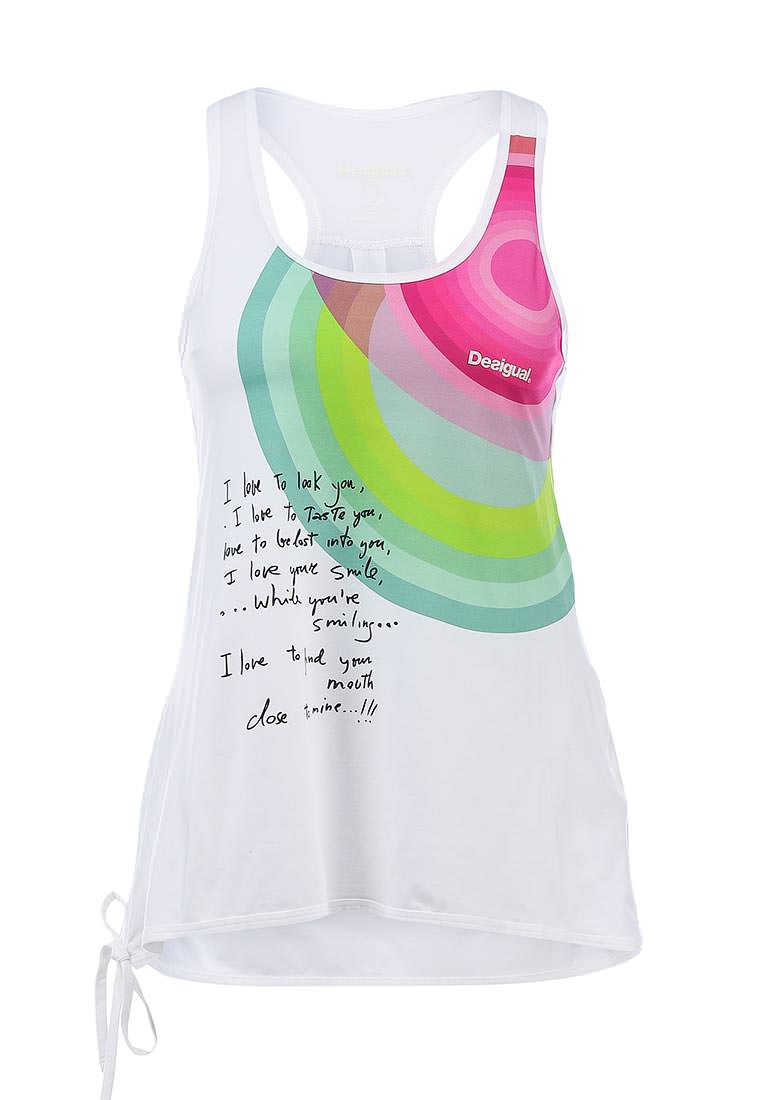 Desigual.
I love to look you,
. I love to TasTe you,
love to be lost into you,
I love your smile,
... While you're
smiling...
I love to find your
mouth
close to mine...!!!